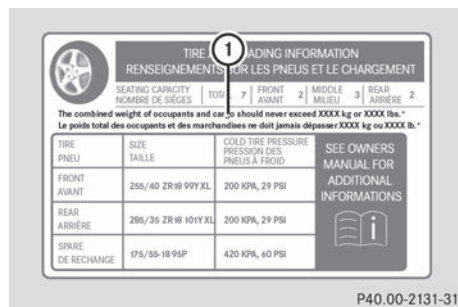 1
TIRE A ADING INFORMATION
RENSEIGNEMENTS SUR LES PNEUS ET LE CHARGEMENT
SEATING CAPACITY
NOMBRE DE SIÈGES
TOTAL 7
FRONT
AVANT 2
MIDDLE
MILIEU 3
REAR
ARRIÈRE 2
The combined weight of occupants and cargo should never exceed XXXX kg or XXXX lbs.*
Le poids total des occupants et des marchandises ne doit jamais dépasser XXXX kg ou XXXX lb.*
TIRE
PNEU
SIZE
TAILLE
COLD TIRE PRESSURE
PRESSION DES
PNEUS À FROID
SEE OWNERS
MANUAL FOR
ADDITIONAL
INFORMATIONS
FRONT
AVANT
255/40 ZR18 99Y XL
200 KPA, 29 PSI
REAR
ARRIÈRE
285/35 ZR18 101Y XL
200 KPA, 29 PSI
SPARE
DE RECHANGE
175/55-18 95P
420 KPA, 60 PSI
i
P40.00-2131-31